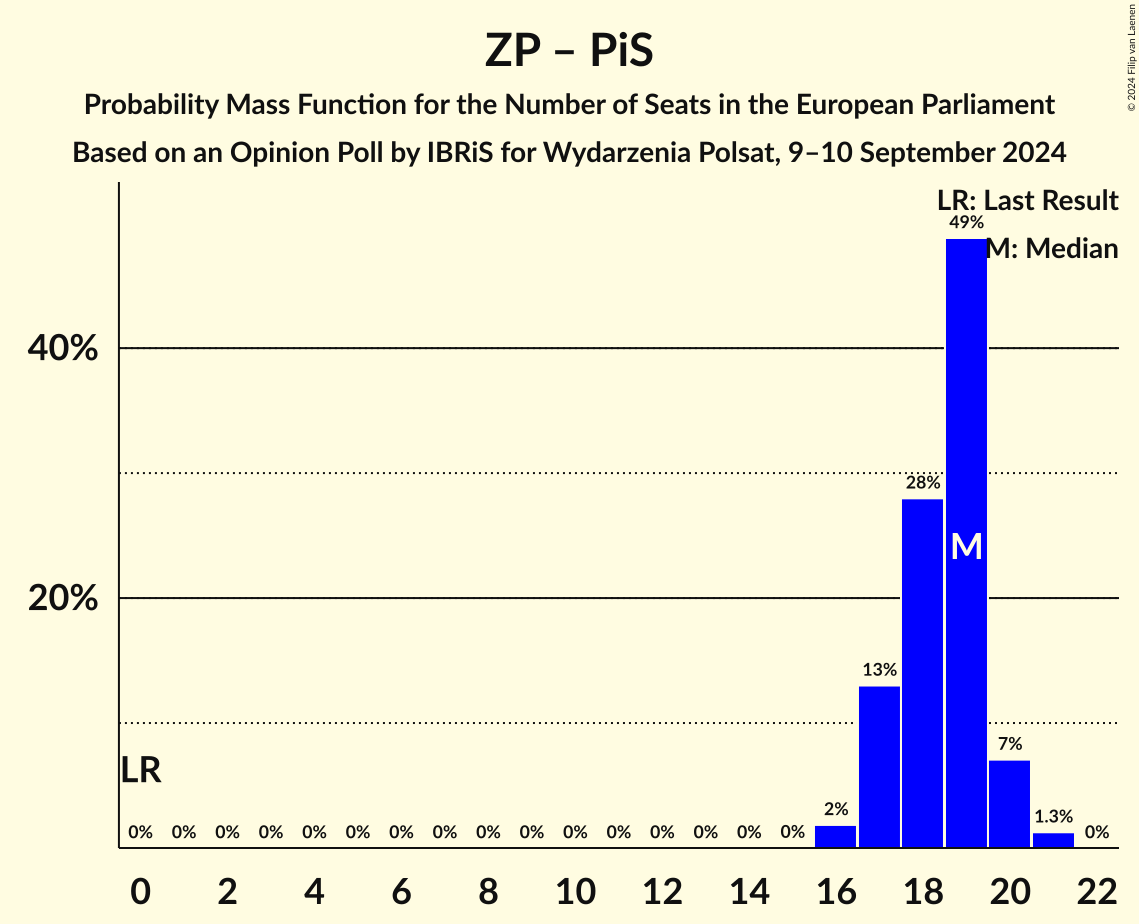 ZP – PiS
Probability Mass Function for the Number of Seats in the European Parliament
Based on an Opinion Poll by IBRiS for Wydarzenia Polsat, 9–10 September 2024
© 2024 Filip van Laenen
LR: Last Result
M: Median
49%
40%
28%
M
20%
13%
7%
LR
2%
1.3%
0% 0% 0% 0% 0% 0% 0% 0% 0% 0% 0% 0% 0% 0% 0% 0% 0%
0 2 4 6 8 10 12 14 16 18 20 22